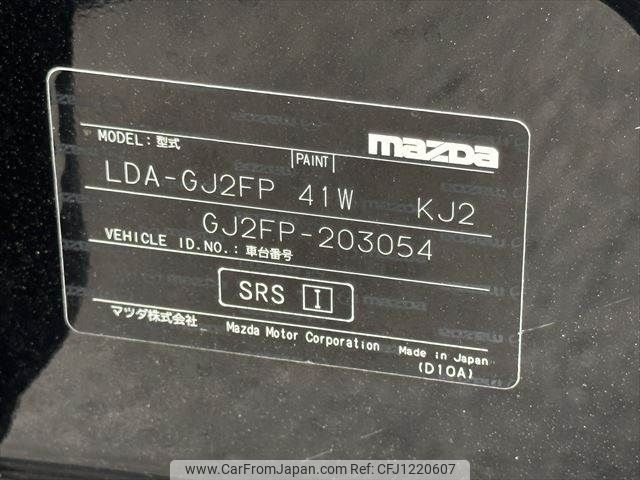 mazda
MODEL：型式
PAINT
LDA-GJ2FP 41W KJ2
GJ2FP-203054
VEHICLE ID.NO.：車台番号
SRS I
マツダ株式会社
Mazda Motor Corporation
Made in Japan
(D10A)
www.CarFromJapan.com | Ref. No: CFJ1220607